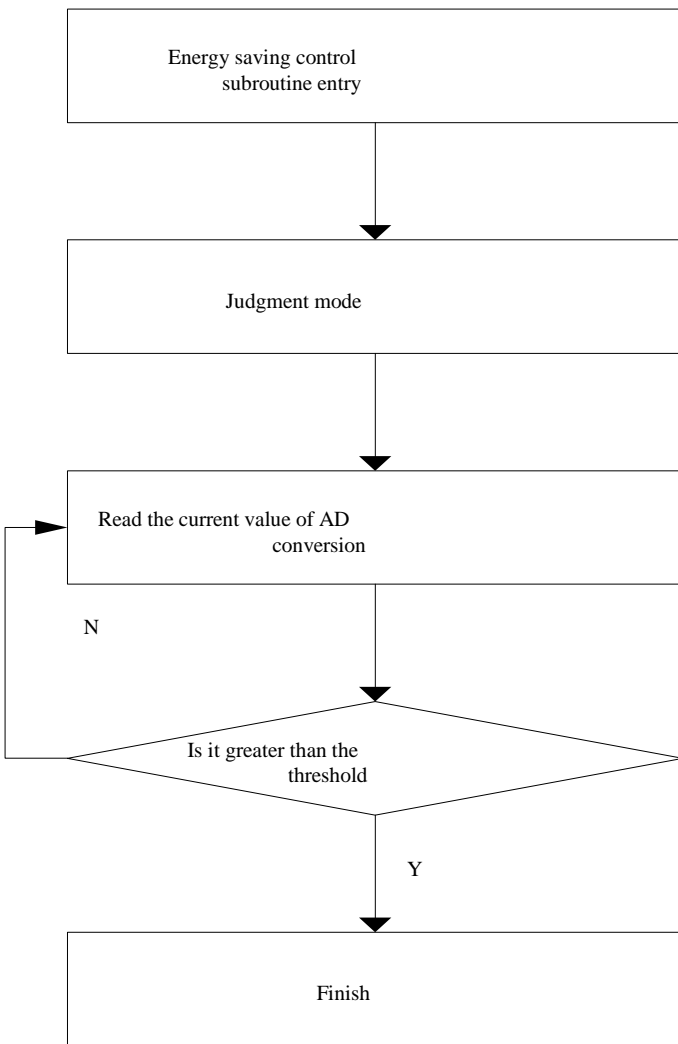 Energy saving control
subroutine entry
Judgment mode
Read the current value of AD
conversion
N
Is it greater than the
threshold
Y
Finish